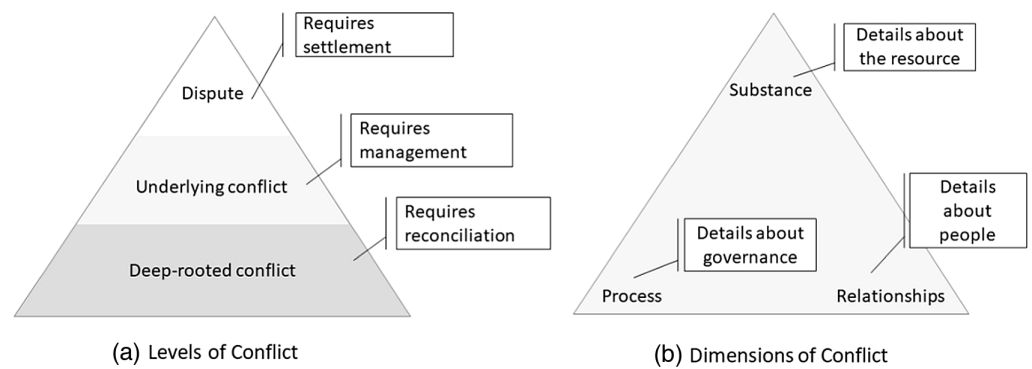 Requires
settlement
Dispute
Requires
management
Underlying conflict
Requires
reconciliation
Deep-rooted conflict
(a) Levels of Conflict
Details about
the resource
Substance
Details
about
people
Details about
governance
Process
Relationships
(b) Dimensions of Conflict